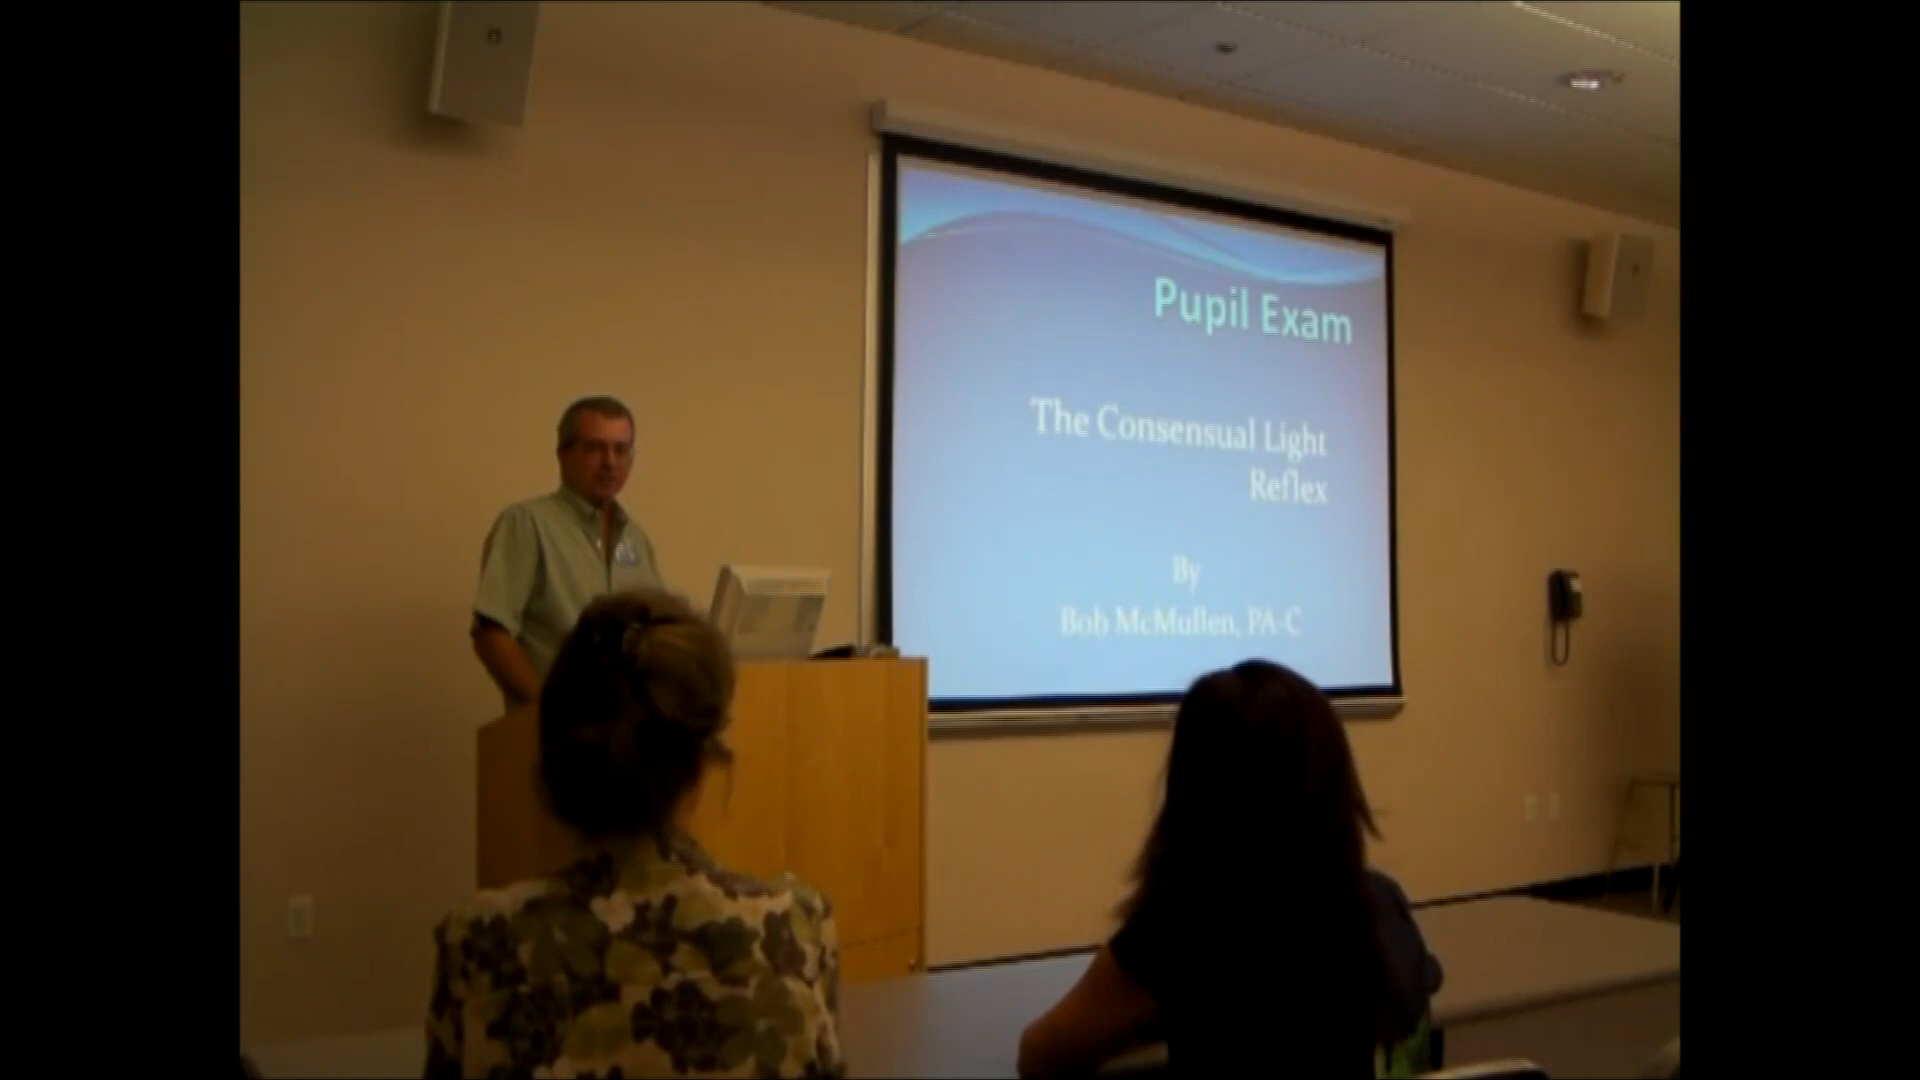 Pupil Exam
The Consensual Light
Reflex
By
Bob McMullen, PA-C